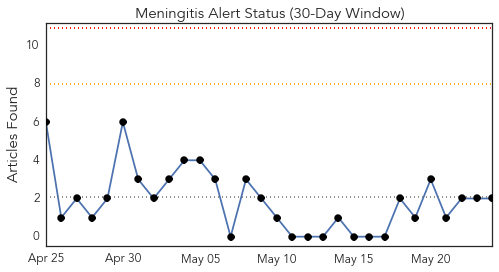 Meningitis Alert Status (30-Day Window)
Articles Found
10
8
6
4
2
0
Apr 25
Apr 30
May 05
May 10
May 15
May 20